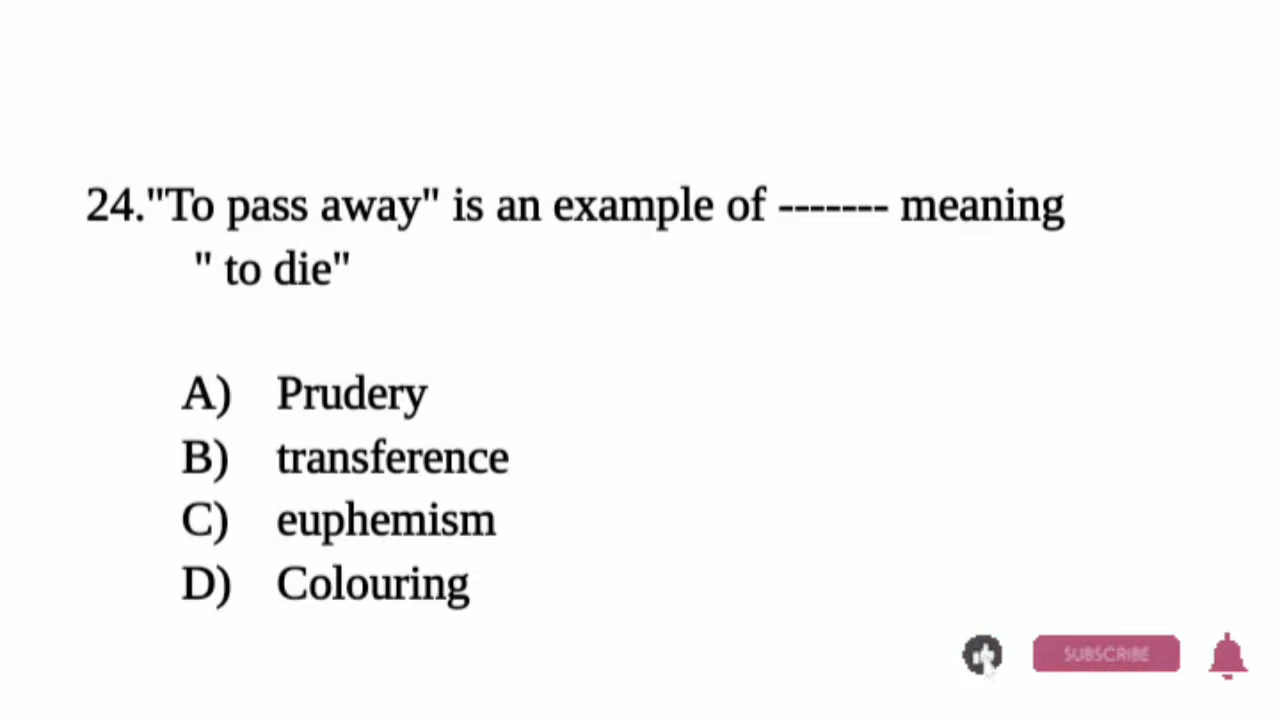 24."To pass away" is an example of ------- meaning
" to die"
A) Prudery
B) transference
C) euphemism
D) Colouring
SUBSCRIBE